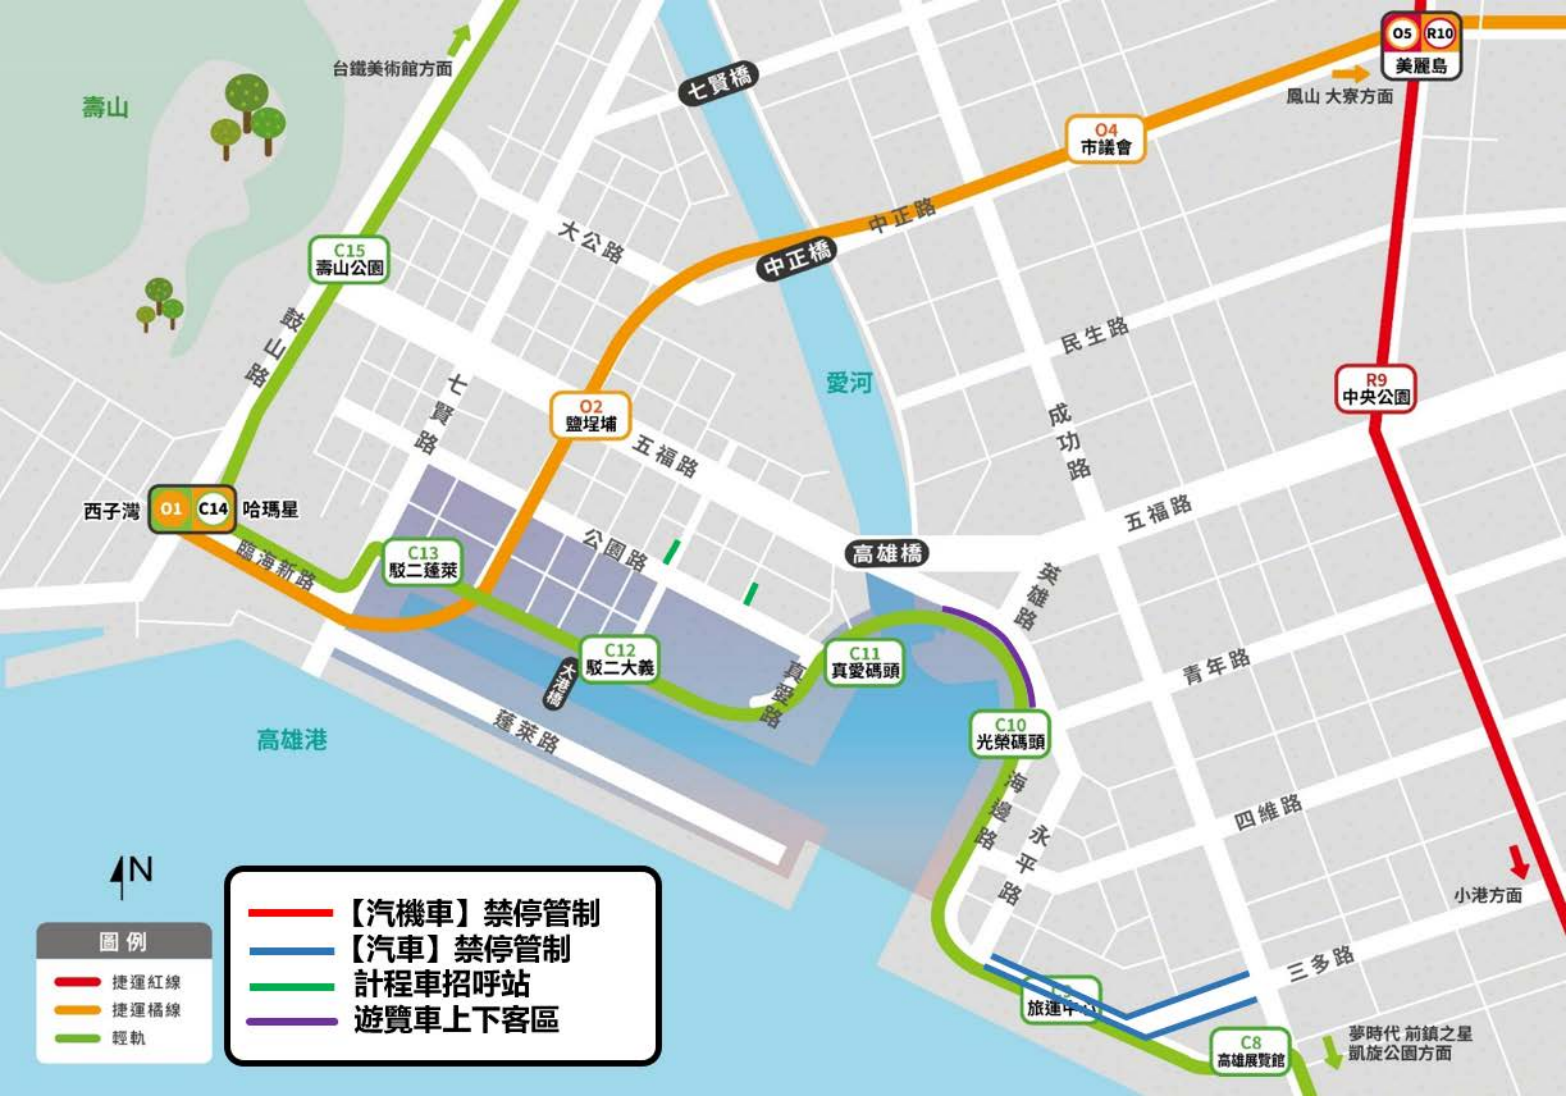 台鐵美術館方面
壽山
七賢橋
O5 R10
美麗島
鳳山 大寮方面
O4
市議會
中正路
大公路
中正橋
C15
壽山公園
鼓山路
民生路
愛河
七賢路
R9
中央公園
O2
鹽埕埔
五福路
成功路
五福路
西子灣
O1 C14
哈瑪星
臨海新路
公園路
高雄橋
C13
駁二蓬萊
英雄路
C12
駁二大義
大港橋
真愛路
C11
真愛碼頭
青年路
蓬萊路
高雄港
C10
光榮碼頭
海邊路
永平路
四維路
小港方面
三多路
旅運中心
C8
高雄展覽館
夢時代 前鎮之星
凱旋公園方面
N
圖例
捷運紅線
捷運橘線
輕軌
【汽機車】禁停管制
【汽車】禁停管制
計程車招呼站
遊覽車上下客區